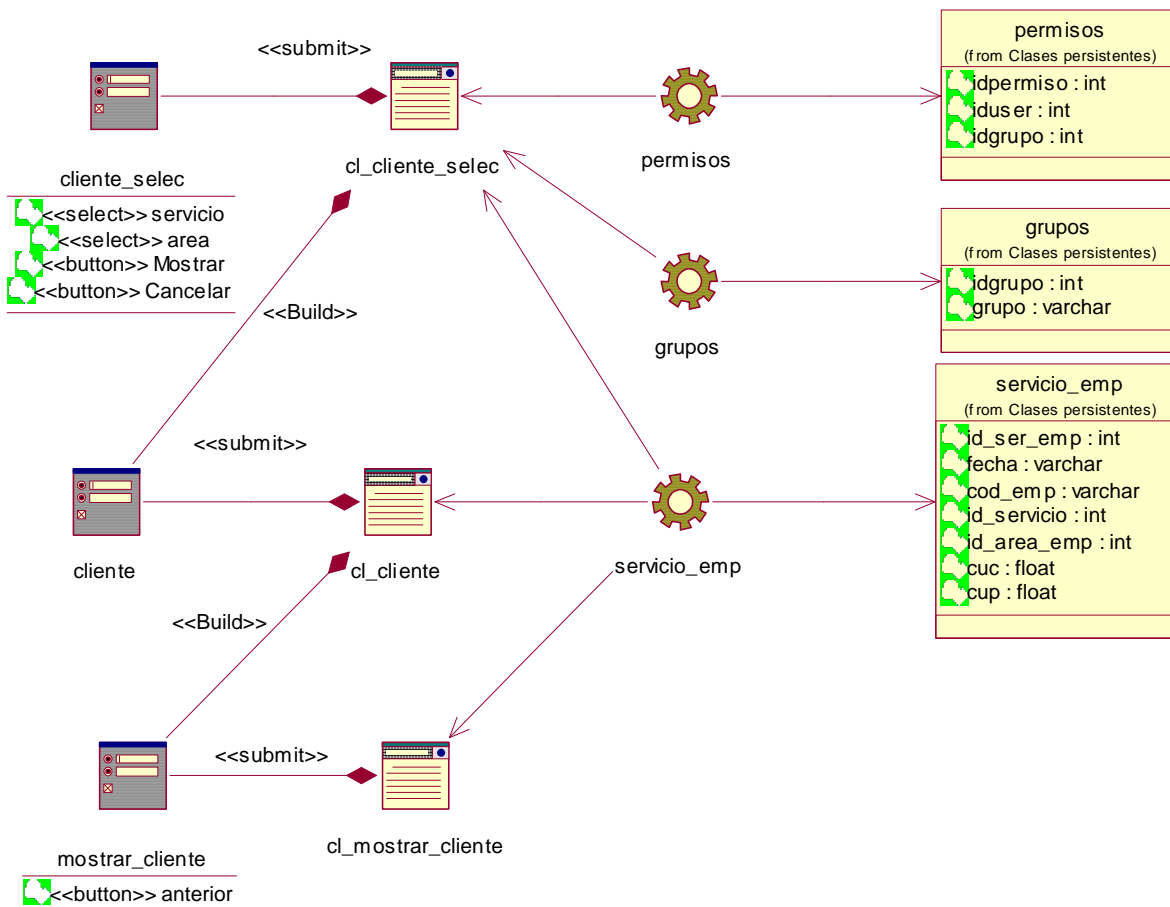 <<submit>>
permisos
(from Clases persistentes)
idpermiso : int
iduser : int
idgrupo : int
permisos
cl_cliente_selec
cliente_selec
<<select>> servicio
<<select>> area
<<button>> Mostrar
<<button>> Cancelar
grupos
(from Clases persistentes)
idgrupo : int
grupo : varchar
<<Build>>
grupos
servicio_emp
(from Clases persistentes)
id_ser_emp : int
fecha : varchar
cod_emp : varchar
id_servicio : int
id_area_emp : int
cuc : float
cup : float
<<submit>>
cliente
cl_cliente
servicio_emp
<<Build>>
<<submit>>
cl_mostrar_cliente
mostrar_cliente
<<button>> anterior